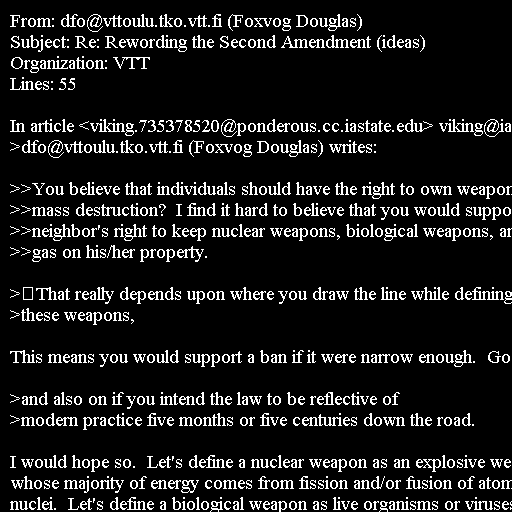 From: dfo@vttoulu.tko.vtt.fi (Foxvog Douglas)
Subject: Re: Rewording the Second Amendment (ideas)
Organization: VTT
Lines: 55
In article <viking.735378520@ponderous.cc.iastate.edu> viking@ia
>dfo@vttoulu.tko.vtt.fi (Foxvog Douglas) writes:
>>You believe that individuals should have the right to own weapon
>>mass destruction?  I find it hard to believe that you would suppo
>>neighbor's right to keep nuclear weapons, biological weapons, an
>>gas on his/her property.
>□That really depends upon where you draw the line while defining
>these weapons,
This means you would support a ban if it were narrow enough.  Go
>and also on if you intend the law to be reflective of
>modern practice five months or five centuries down the road.
I would hope so.  Let's define a nuclear weapon as an explosive we
whose majority of energy comes from fission and/or fusion of atom
nuclei.  Let's define a biological weapon as live organisms or viruses